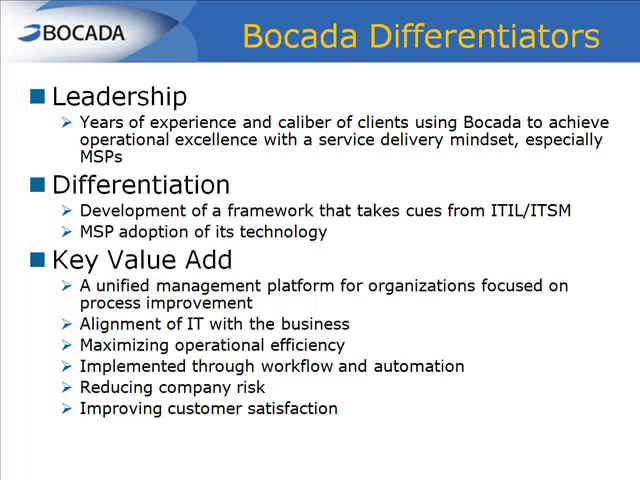 BOCADA
Bocada Differentiators
Leadership
Years of experience and caliber of clients using Bocada to achieve
operational excellence with a service delivery mindset, especially
MSPs
Differentiation
Development of a framework that takes cues from ITIL/ITSM
MSP adoption of its technology
Key Value Add
A unified management platform for organizations focused on
process improvement
Alignment of IT with the business
Maximizing operational efficiency
Implemented through workflow and automation
Reducing company risk
Improving customer satisfaction